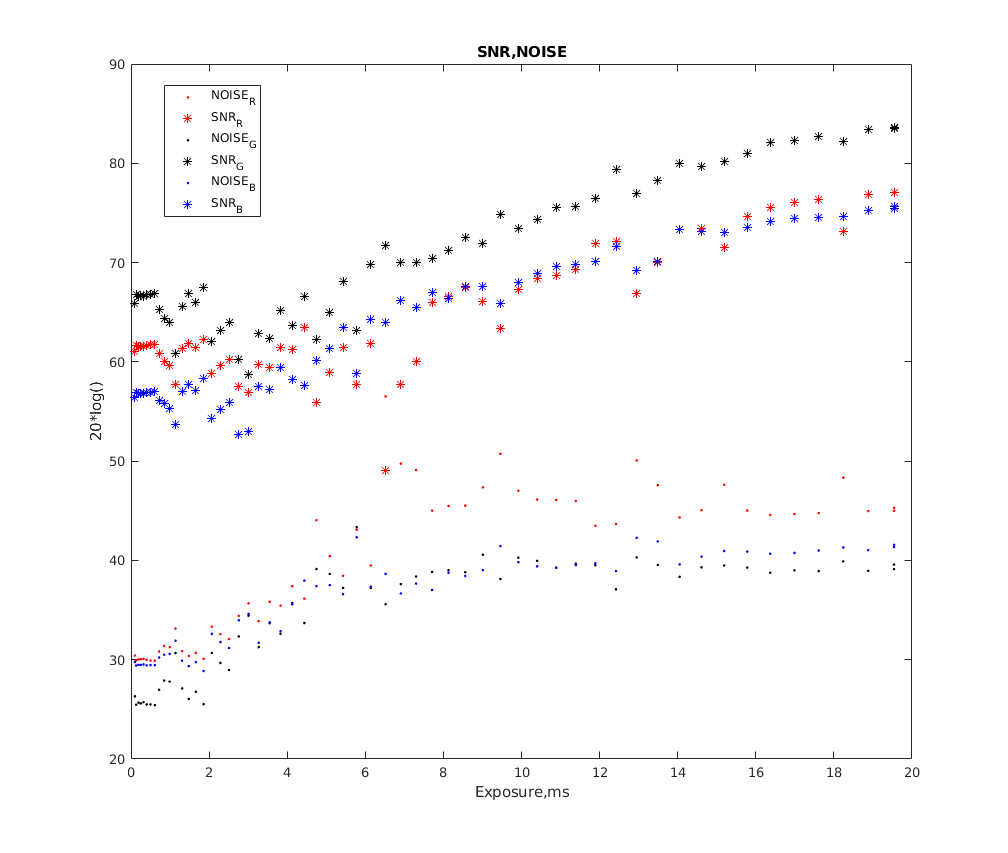 SNR,NOISE
90
80
70
60
50
40
30
20
20*log()
NOISE_R
SNR_R
NOISE_G
SNR_G
NOISE_B
SNR_B
0 2 4 6 8 10 12 14 16 18 20
Exposure,ms